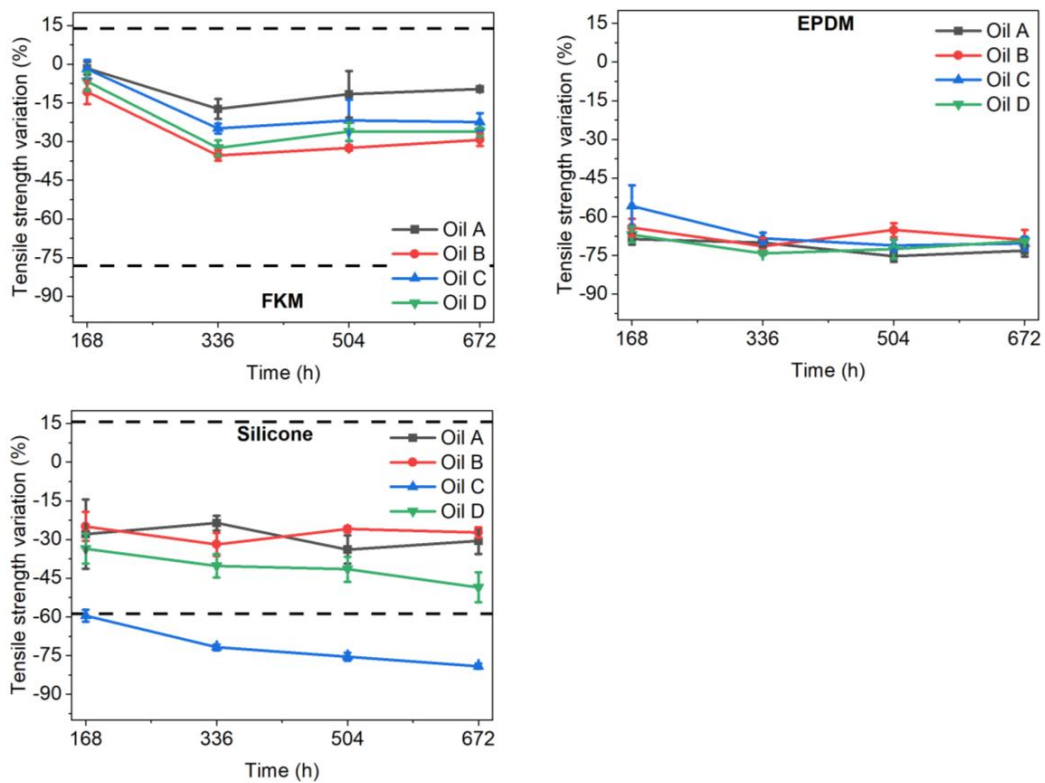 Tensile strength variation (%)
15
0
-15
-30
-45
-60
-75
-90
Oil A
Oil B
Oil C
Oil D
FKM
168
336
504
672
Time (h)
Tensile strength variation (%)
15
0
-15
-30
-45
-60
-75
-90
EPDM
Oil A
Oil B
Oil C
Oil D
168
336
504
672
Time (h)
Tensile strength variation (%)
15
0
-15
-30
-45
-60
-75
-90
Silicone
Oil A
Oil B
Oil C
Oil D
168
336
504
672
Time (h)